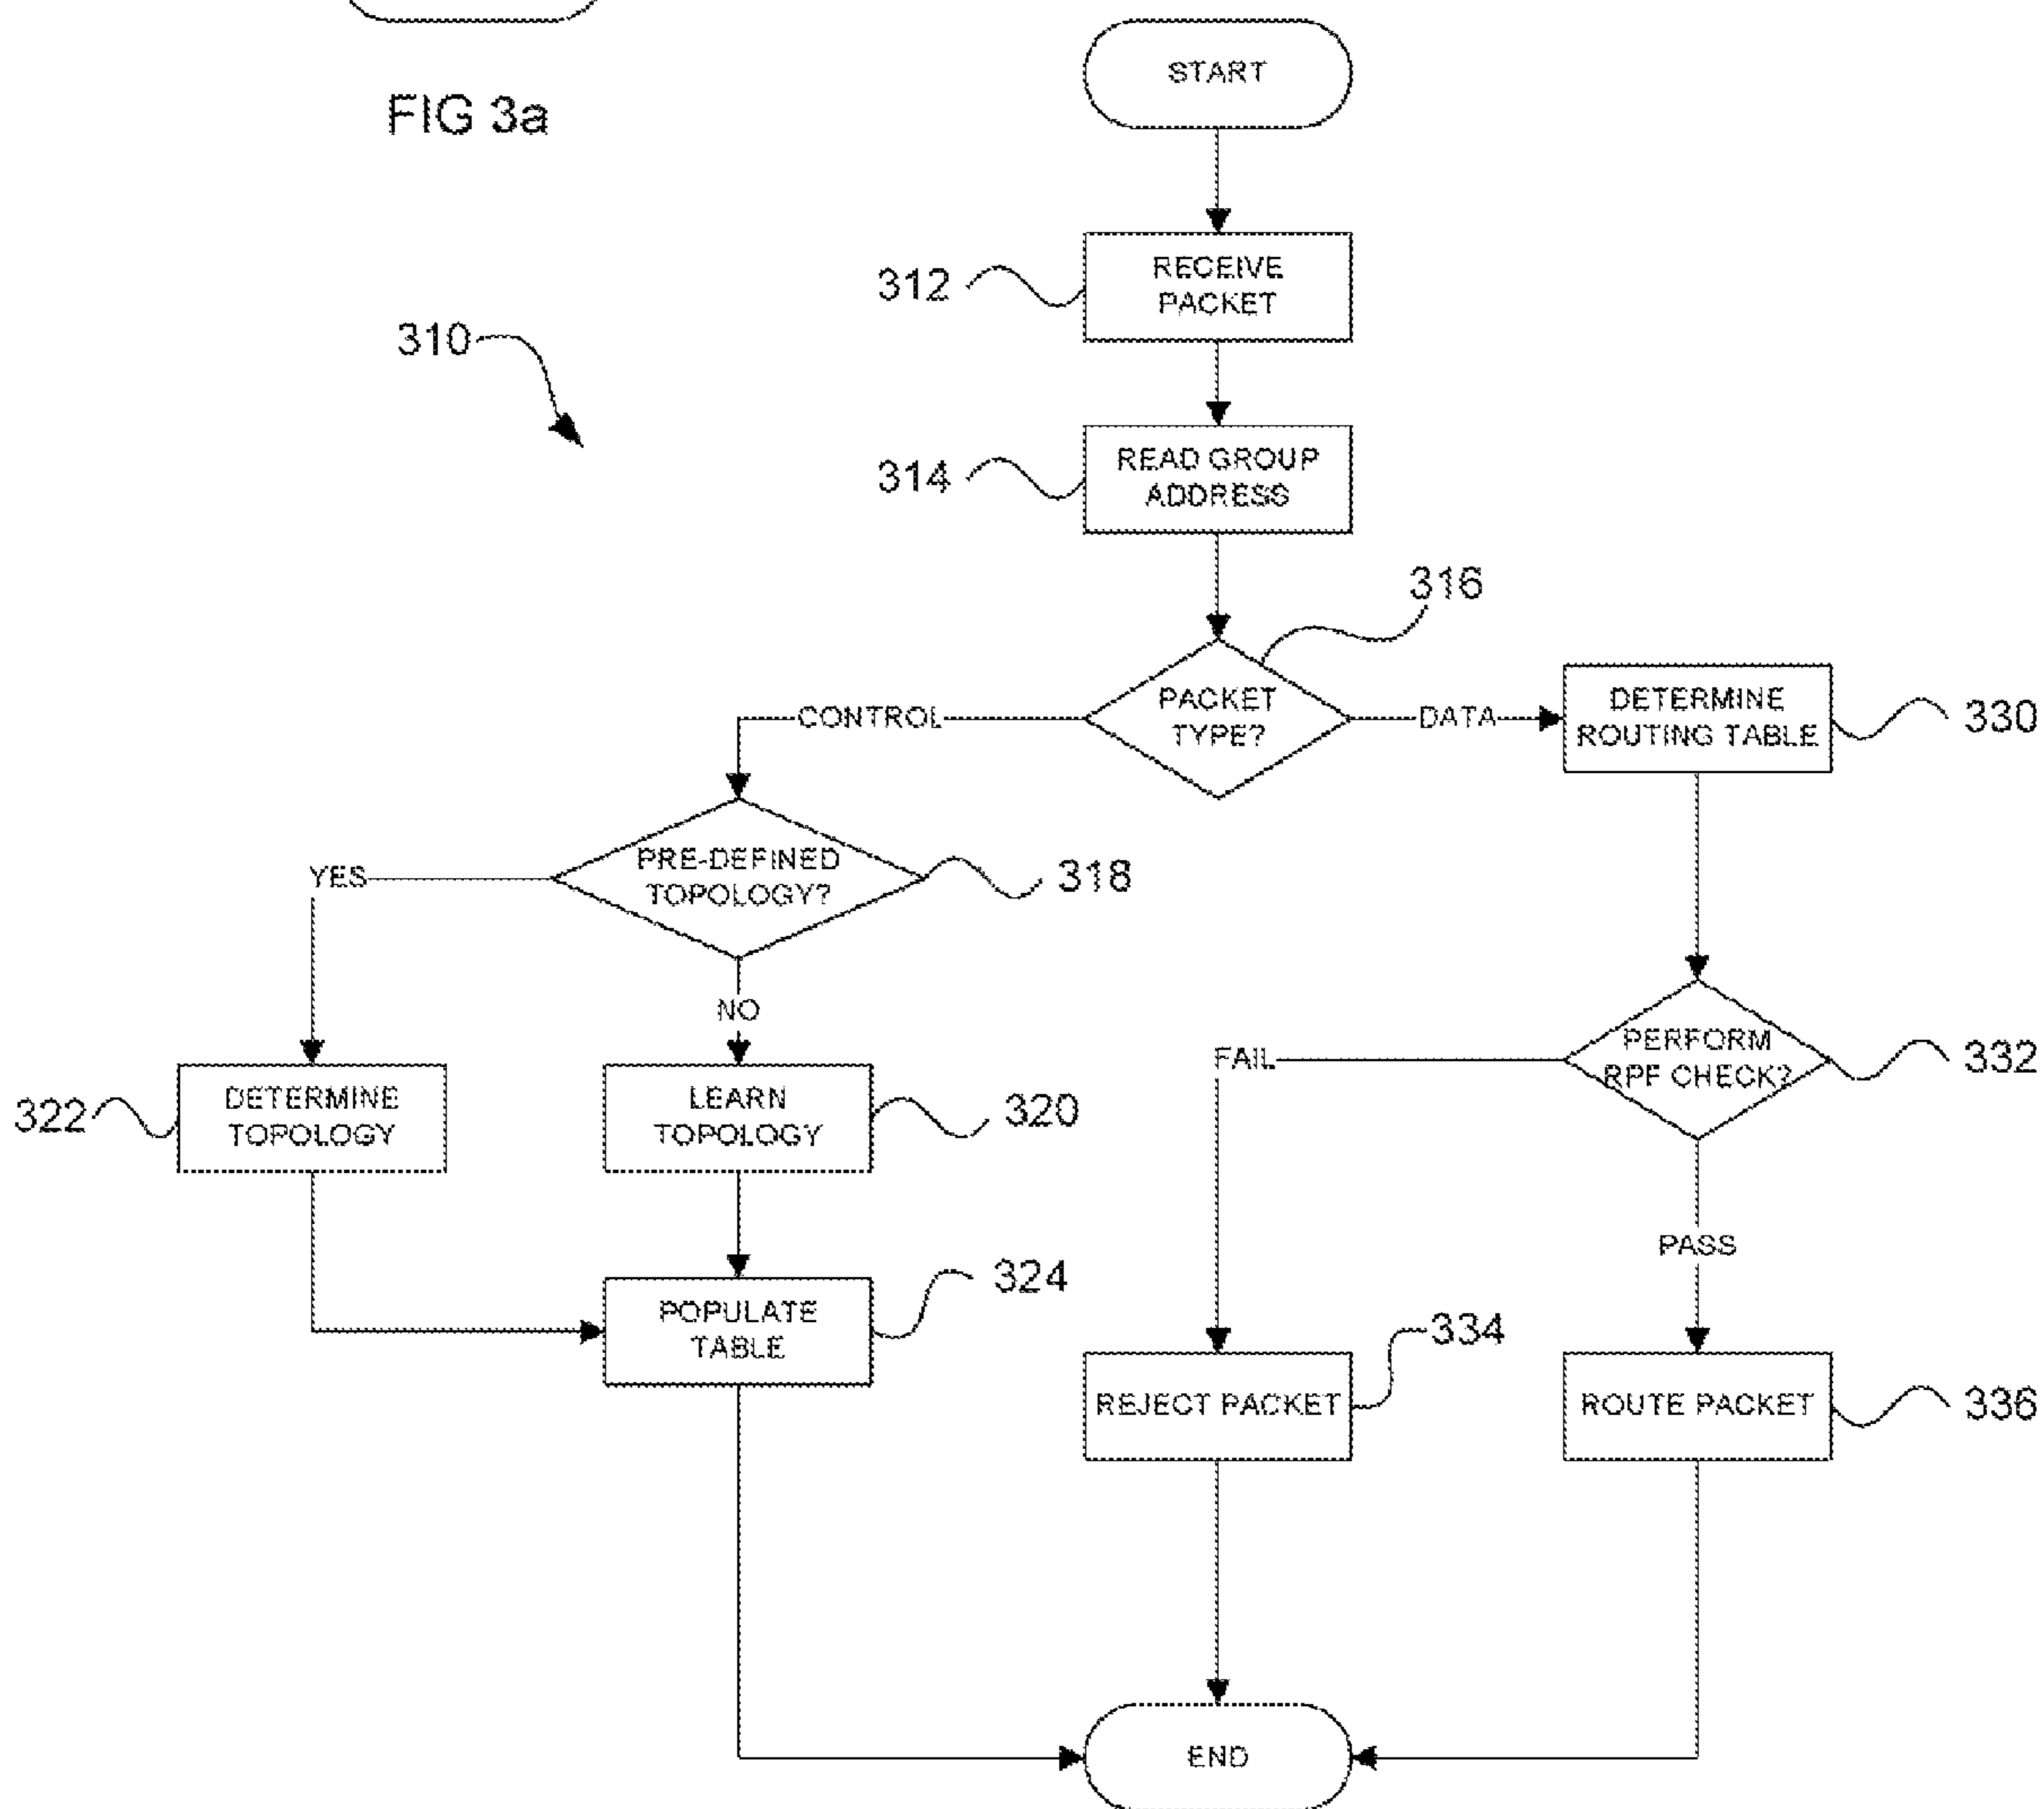 FIG 3a
START
312
RECEIVE
PACKET
310
314
READ GROUP
ADDRESS
316
PACKET
TYPE?
CONTROL
DATA
DETERMINE
ROUTING TABLE
330
PRE-DEFINED
TOPOLOGY?
318
YES
NO
PERFORM
RPF CHECK?
332
FAIL
322
DETERMINE
TOPOLOGY
LEARN
TOPOLOGY
320
PASS
POPULATE
TABLE
324
REJECT PACKET
334
ROUTE PACKET
336
END